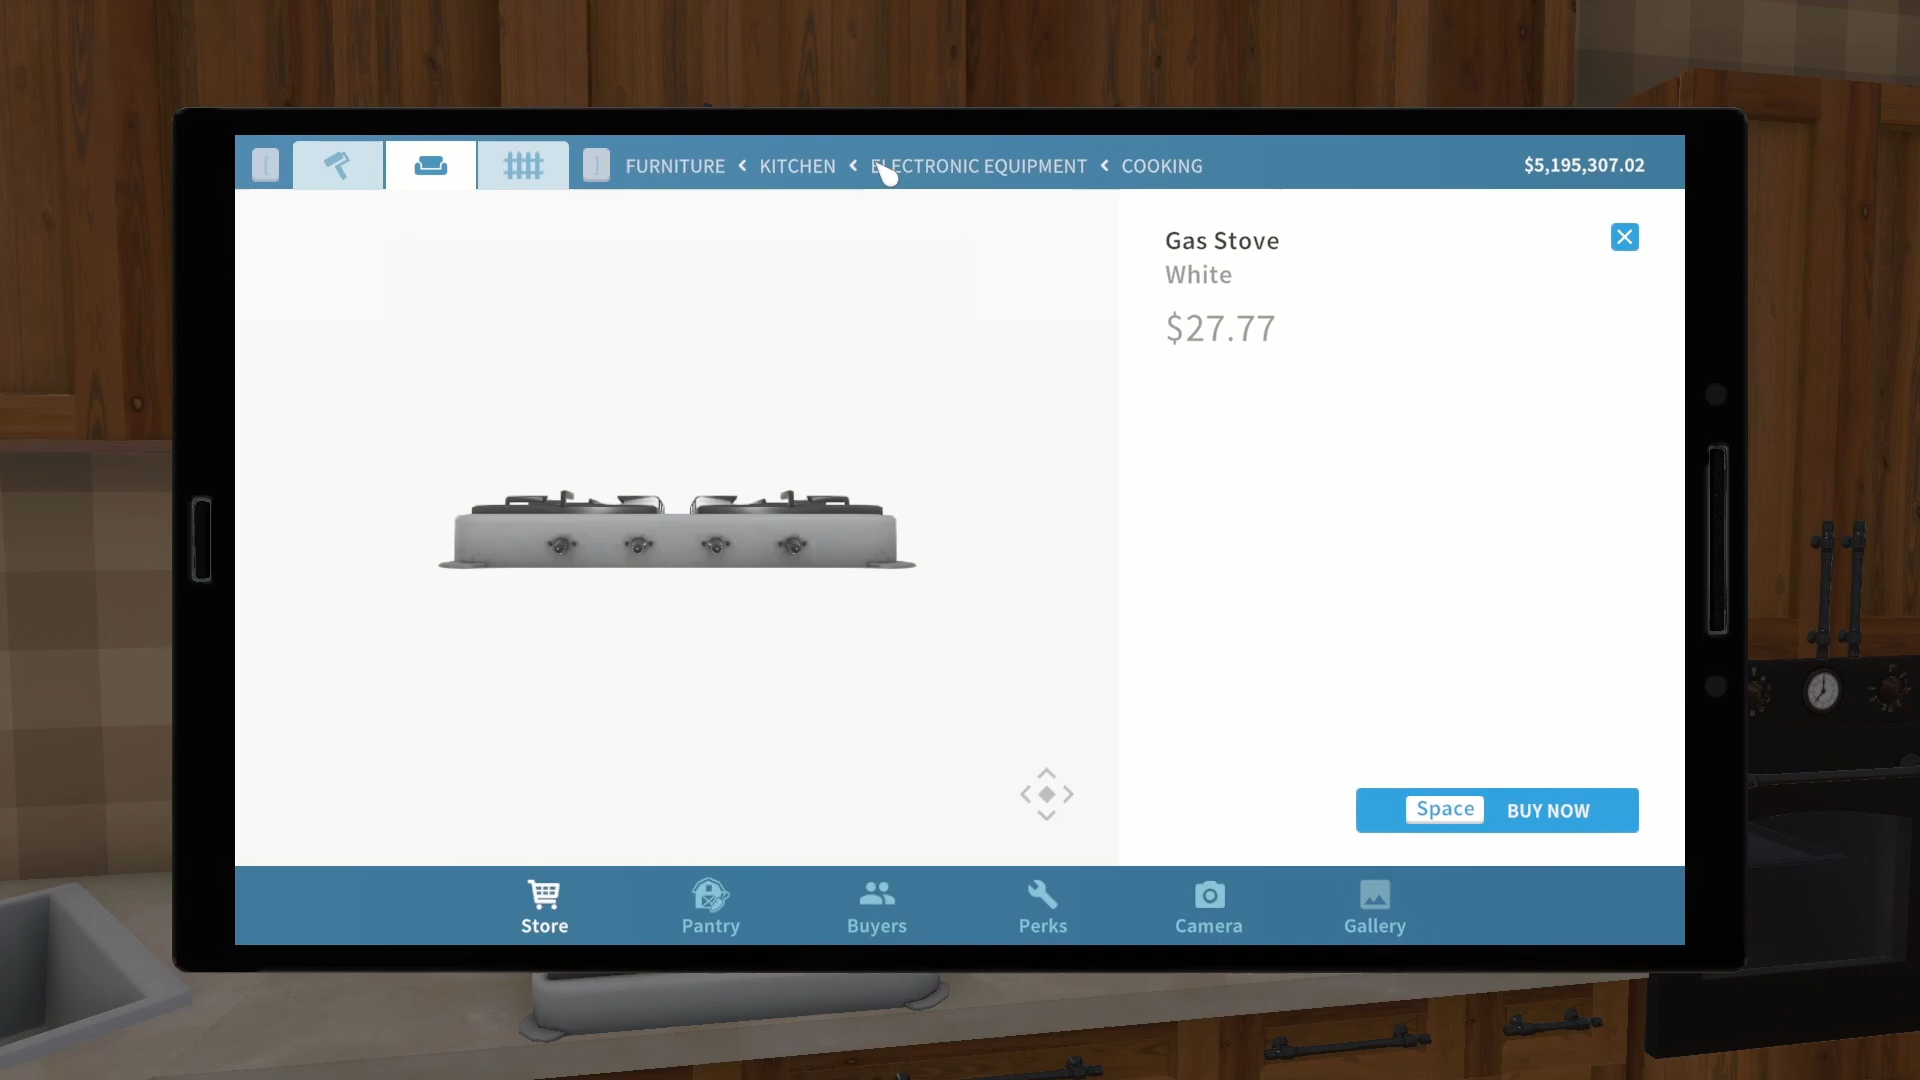 [ ] FURNITURE < KITCHEN < ELECTRONIC EQUIPMENT < COOKING $5,195,307.02
Gas Stove
White
$27.77
Space BUY NOW
Store Pantry Buyers Perks Camera Gallery